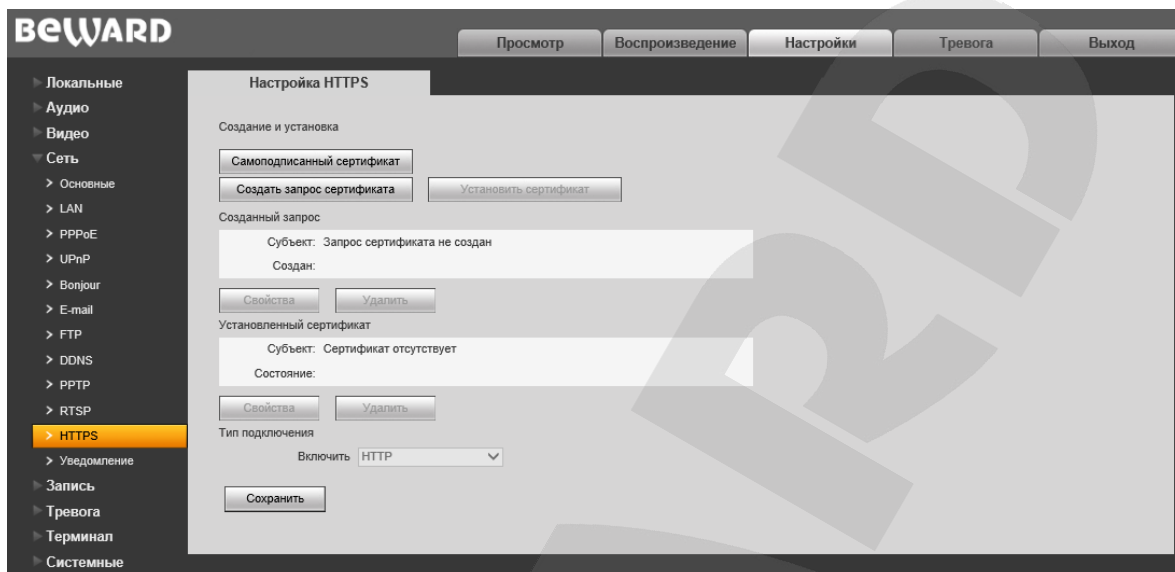 BEWARD
Просмотр Воспроизведение Настройки Тревога Выход
Локальные
Аудио
Видео
Сеть
Основные
LAN
PPPoE
UPnP
Bonjour
E-mail
FTP
DDNS
PPTP
RTSP
HTTPS
Уведомление
Запись
Тревога
Терминал
Системные
Настройка HTTPS
Создание и установка
Самоподписанный сертификат
Создать запрос сертификата Установить сертификат
Созданный запрос
Субъект: Запрос сертификата не создан
Создан:
Свойства Удалить
Установленный сертификат
Субъект: Сертификат отсутствует
Состояние:
Свойства Удалить
Тип подключения
Включить HTTP
Сохранить